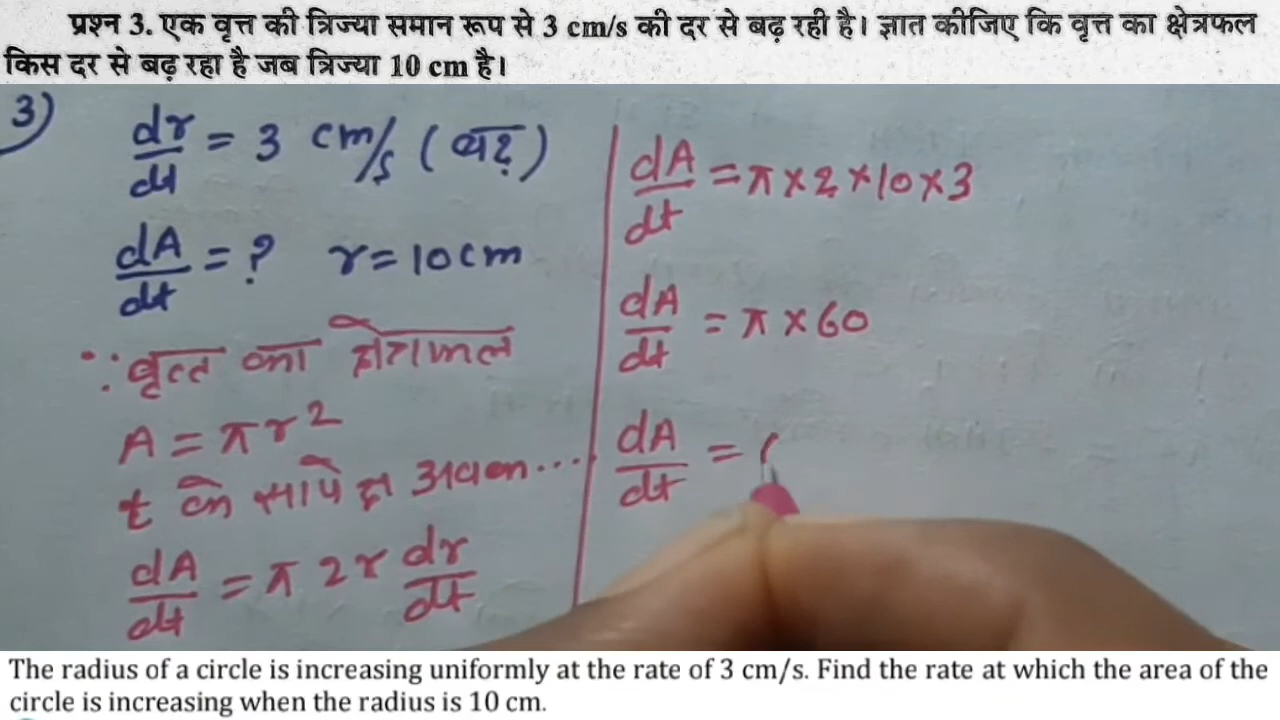 प्रश्न 3. एक वृत्त की त्रिज्या समान रूप से 3 cm/s की दर से बढ़ रही है। ज्ञात कीजिए कि वृत्त का क्षेत्रफल
किस दर से बढ़ रहा है जब त्रिज्या 10 cm है।
3)
dr/dt = 3 cm/s (बढ़)
dA/dt = ? r = 10cm
∵ वृत्त का क्षेत्रफल
A = πr²
t के सापेक्ष अवकलन...
dA/dt = π 2r dr/dt
dA/dt = π × 2 × 10 × 3
dA/dt = π × 60
dA/dt =
The radius of a circle is increasing uniformly at the rate of 3 cm/s. Find the rate at which the area of the
circle is increasing when the radius is 10 cm.